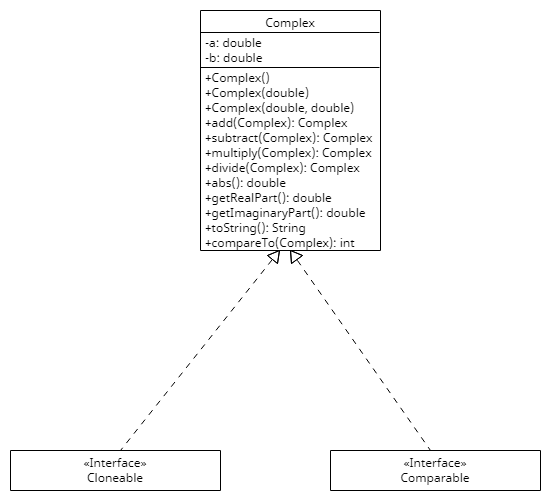 Complex
-a: double
-b: double
+Complex()
+Complex(double)
+Complex(double, double)
+add(Complex): Complex
+subtract(Complex): Complex
+multiply(Complex): Complex
+divide(Complex): Complex
+abs(): double
+getRealPart(): double
+getImaginaryPart(): double
+toString(): String
+compareTo(Complex): int
«Interface»
Cloneable
«Interface»
Comparable